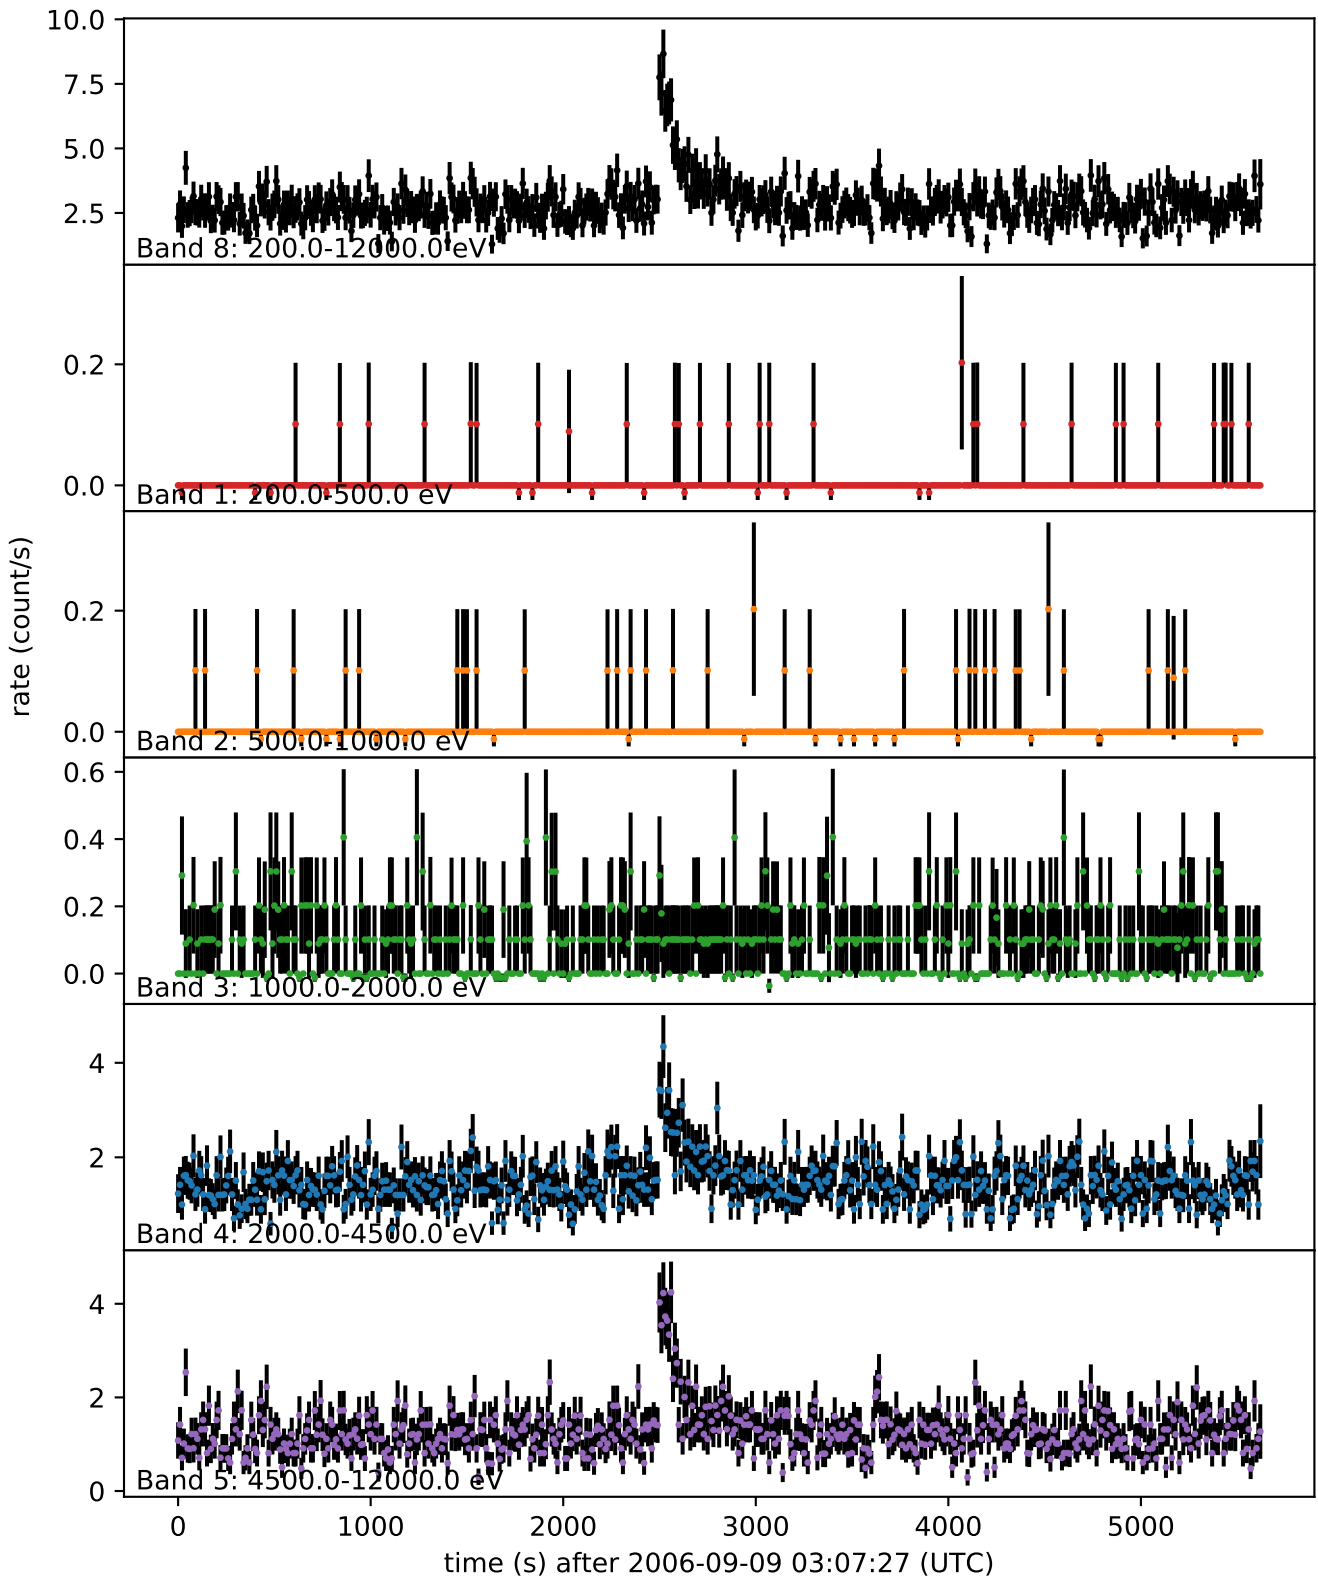 10.0
7.5
5.0
2.5
Band 8: 200.0-12000.0 eV
0.2
0.0
Band 1: 200.0-500.0 eV
0.2
0.0
Band 2: 500.0-1000.0 eV
rate (count/s)
0.6
0.4
0.2
0.0
Band 3: 1000.0-2000.0 eV
4
2
Band 4: 2000.0-4500.0 eV
4
2
0
Band 5: 4500.0-12000.0 eV
0 1000 2000 3000 4000 5000
time (s) after 2006-09-09 03:07:27 (UTC)